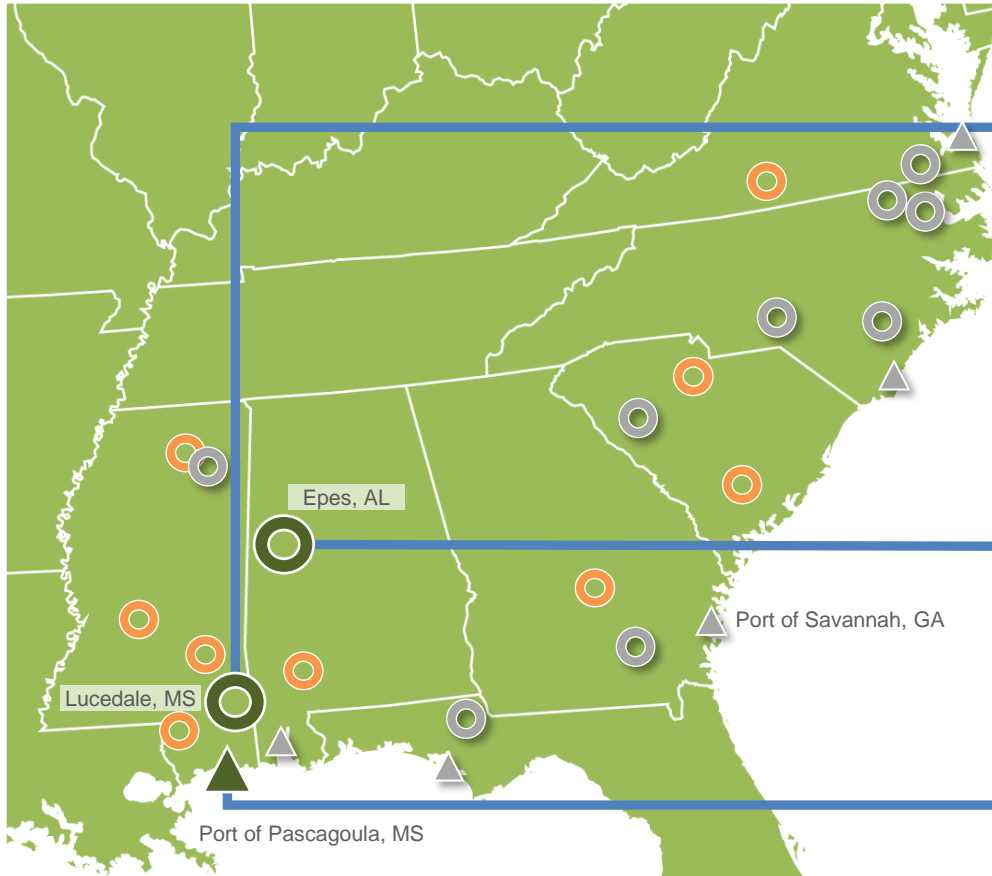 Epes, AL
Port of Savannah, GA
Lucedale, MS
Port of Pascagoula, MS